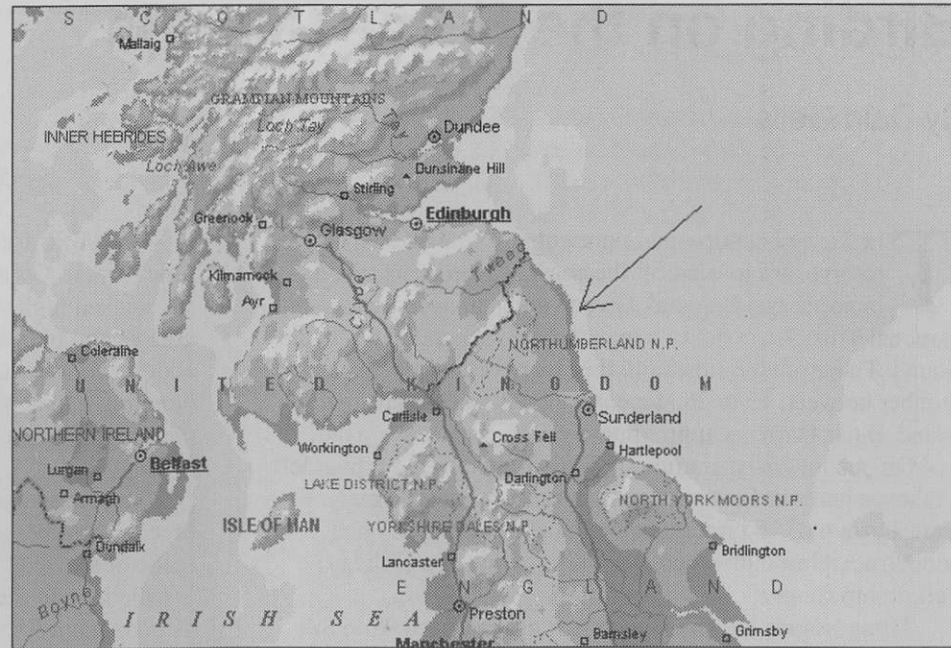 S C O T L A N D
Mallaig
GRAMPIAN MOUNTAINS
Loch Tay
Dundee
INNER HEBRIDES
Loch Awe
Dunsinane Hill
Stirling
Greenock
Edinburgh
Glasgow
Tweed
Kilmarnock
Ayr
Clyde
NORTHUMBERLAND N.P.
Coleraine
U N I T E D K I N G D O M
Carlisle
Sunderland
NORTHERN IRELAND
Cross Fell
Hartlepool
Workington
Belfast
Lurgan
Darlington
LAKE DISTRICT N.P.
Armagh
NORTH YORK MOORS N.P.
ISLE OF MAN
YORKSHIRE DALES N.P.
Dundalk
Bridlington
Lancaster
E N G L A N D
Boyne
Preston
I R I S H S E A
Manchester
Barnsley
Grimsby